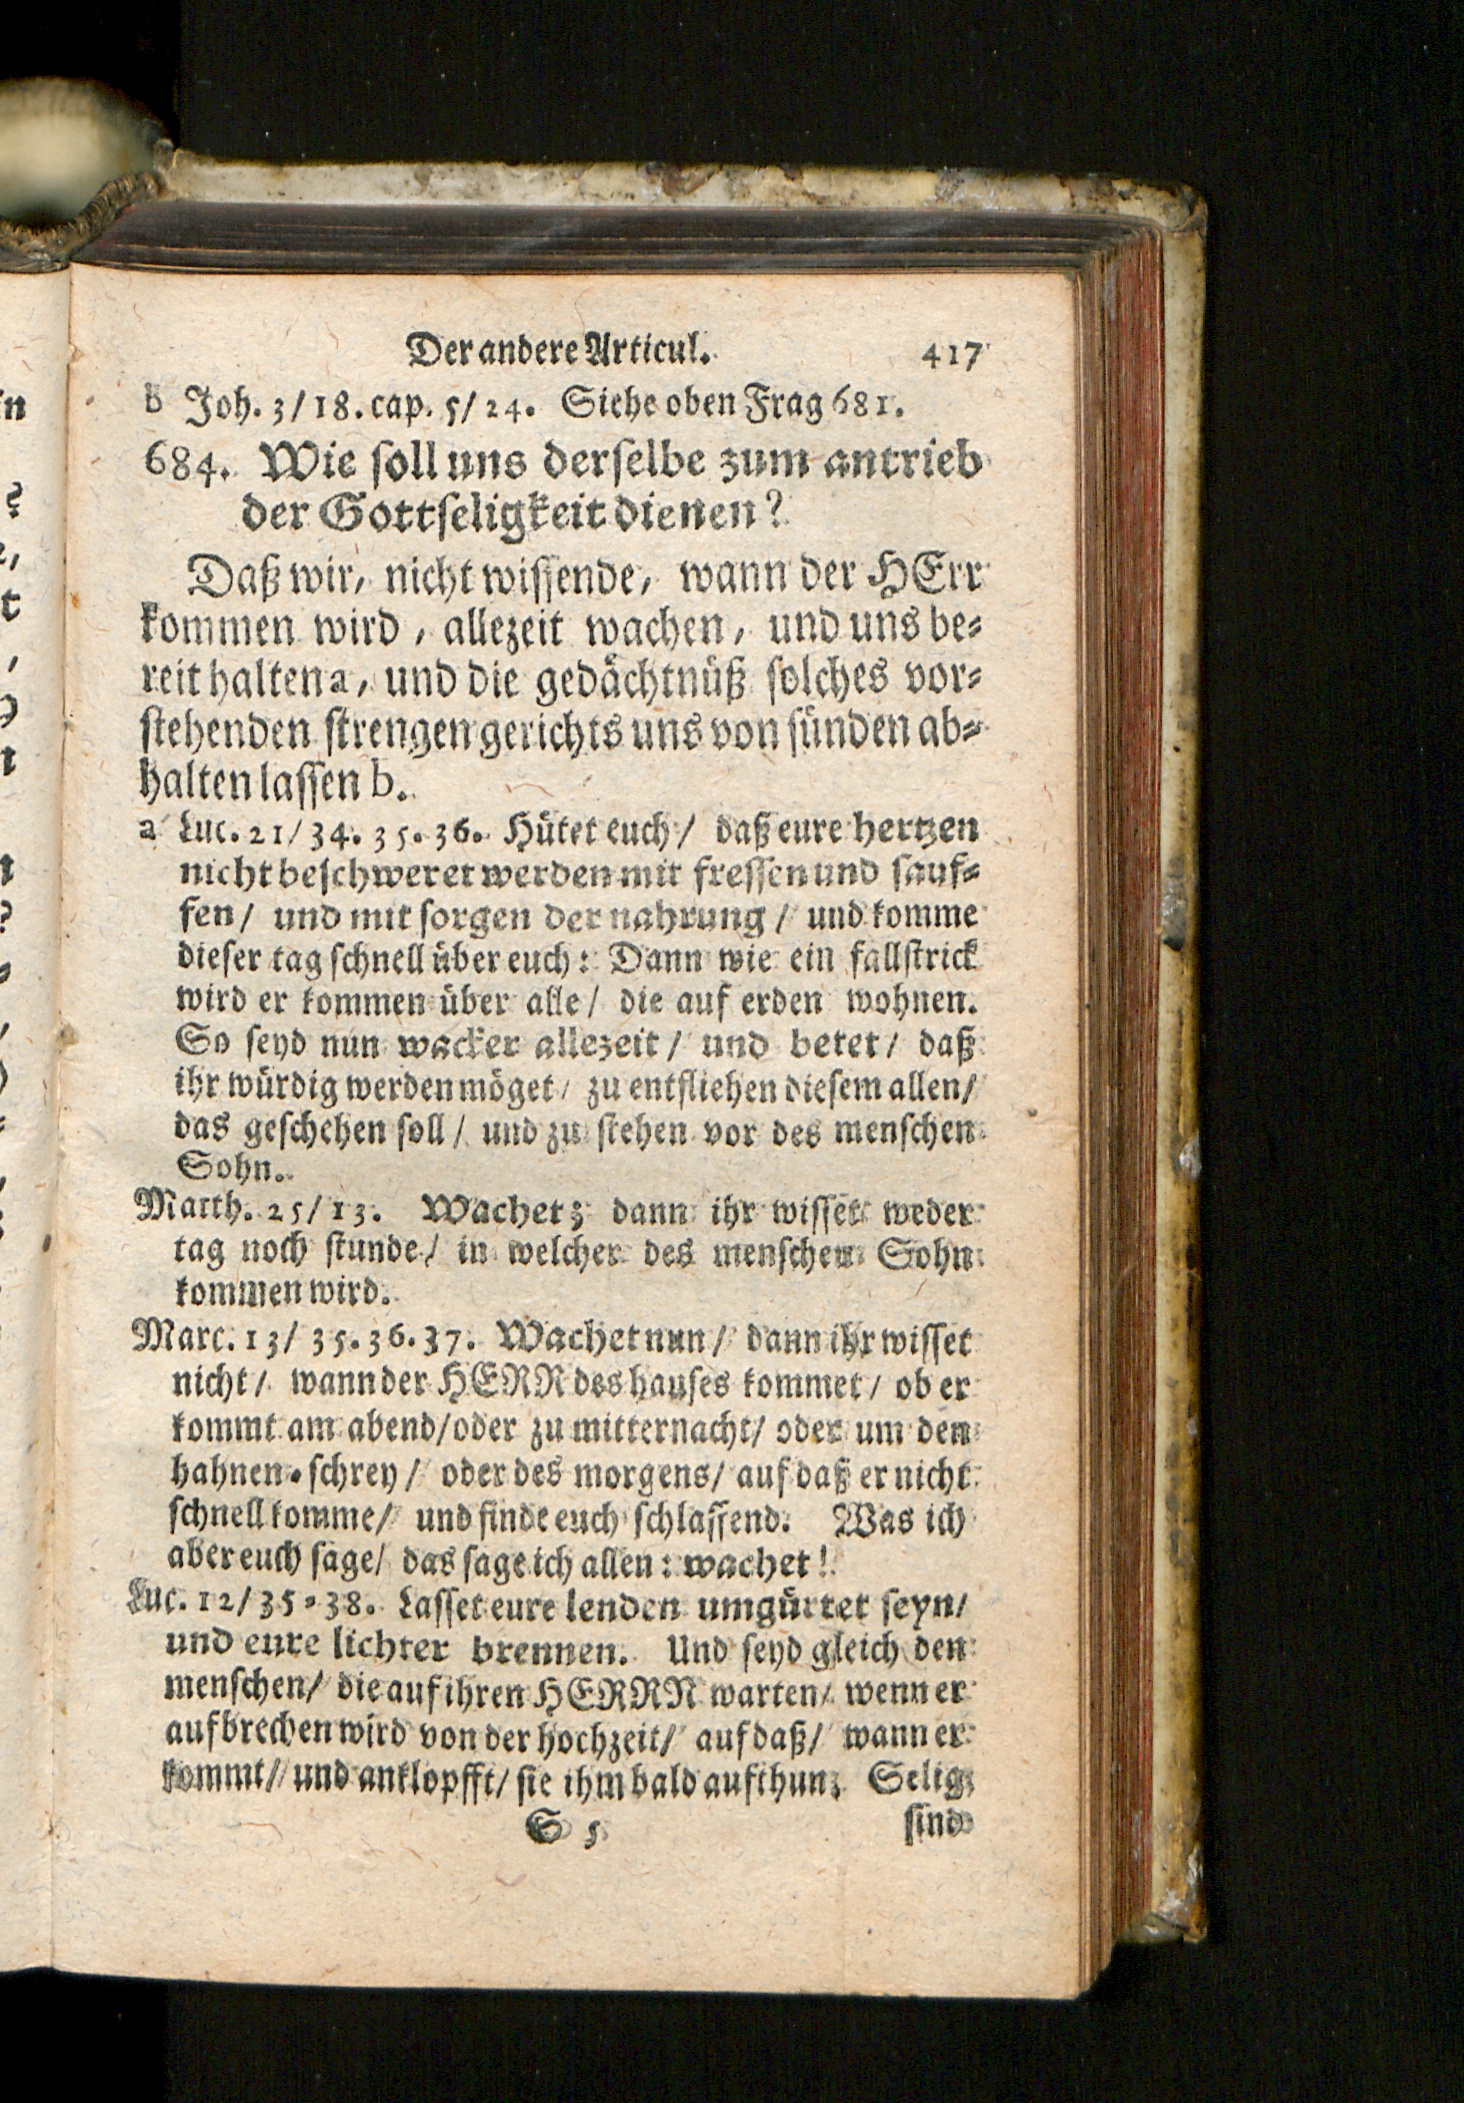 Der andere Articul. 417
b Joh. 3/18. cap. 5/24. Siehe oben Frag 681.
684. Wie soll uns derselbe zum antrieb
der Gottseligkeit dienen?
Daß wir, nicht wissende, wann der HErr
kommen wird, allezeit wachen, und uns be-
reit halten a, und die gedächtnüß solches vor-
stehenden strengen gerichts uns von sünden ab-
halten lassen b.
a Luc. 21/34. 35. 36. Hütet euch/ daß eure hertzen
nicht beschweret werden mit fressen und sauf-
fen/ und mit sorgen der nahrung/ und komme
dieser tag schnell über euch: Dann wie ein fallstrick
wird er kommen über alle/ die auf erden wohnen.
So seyd nun wacker allezeit/ und betet/ daß
ihr würdig werden möget/ zu entfliehen diesem allen/
das geschehen soll/ und zu stehen vor des menschen
Sohn.
Matth. 25/13. Wachet; dann ihr wisset weder
tag noch stunde/ in welcher des menschen Sohn
kommen wird.
Marc. 13/35. 36. 37. Wachet nun/ dann ihr wisset
nicht/ wann der HERR des hauses kommet/ ob er
kommt am abend/ oder zu mitternacht/ oder um den
hahnen-schrey/ oder des morgens/ auf daß er nicht
schnell komme/ und finde euch schlaffend. Was ich
aber euch sage/ das sage ich allen: wachet!
Luc. 12/35-38. Lasset eure lenden umgürtet seyn/
und eure lichter brennen. Und seyd gleich den
menschen/ die auf ihren HERRN warten/ wenn er
aufbrechen wird von der hochzeit/ auf daß/ wann er
kommt/ und anklopfft/ sie ihm bald aufthun. Selig
S 5 sind